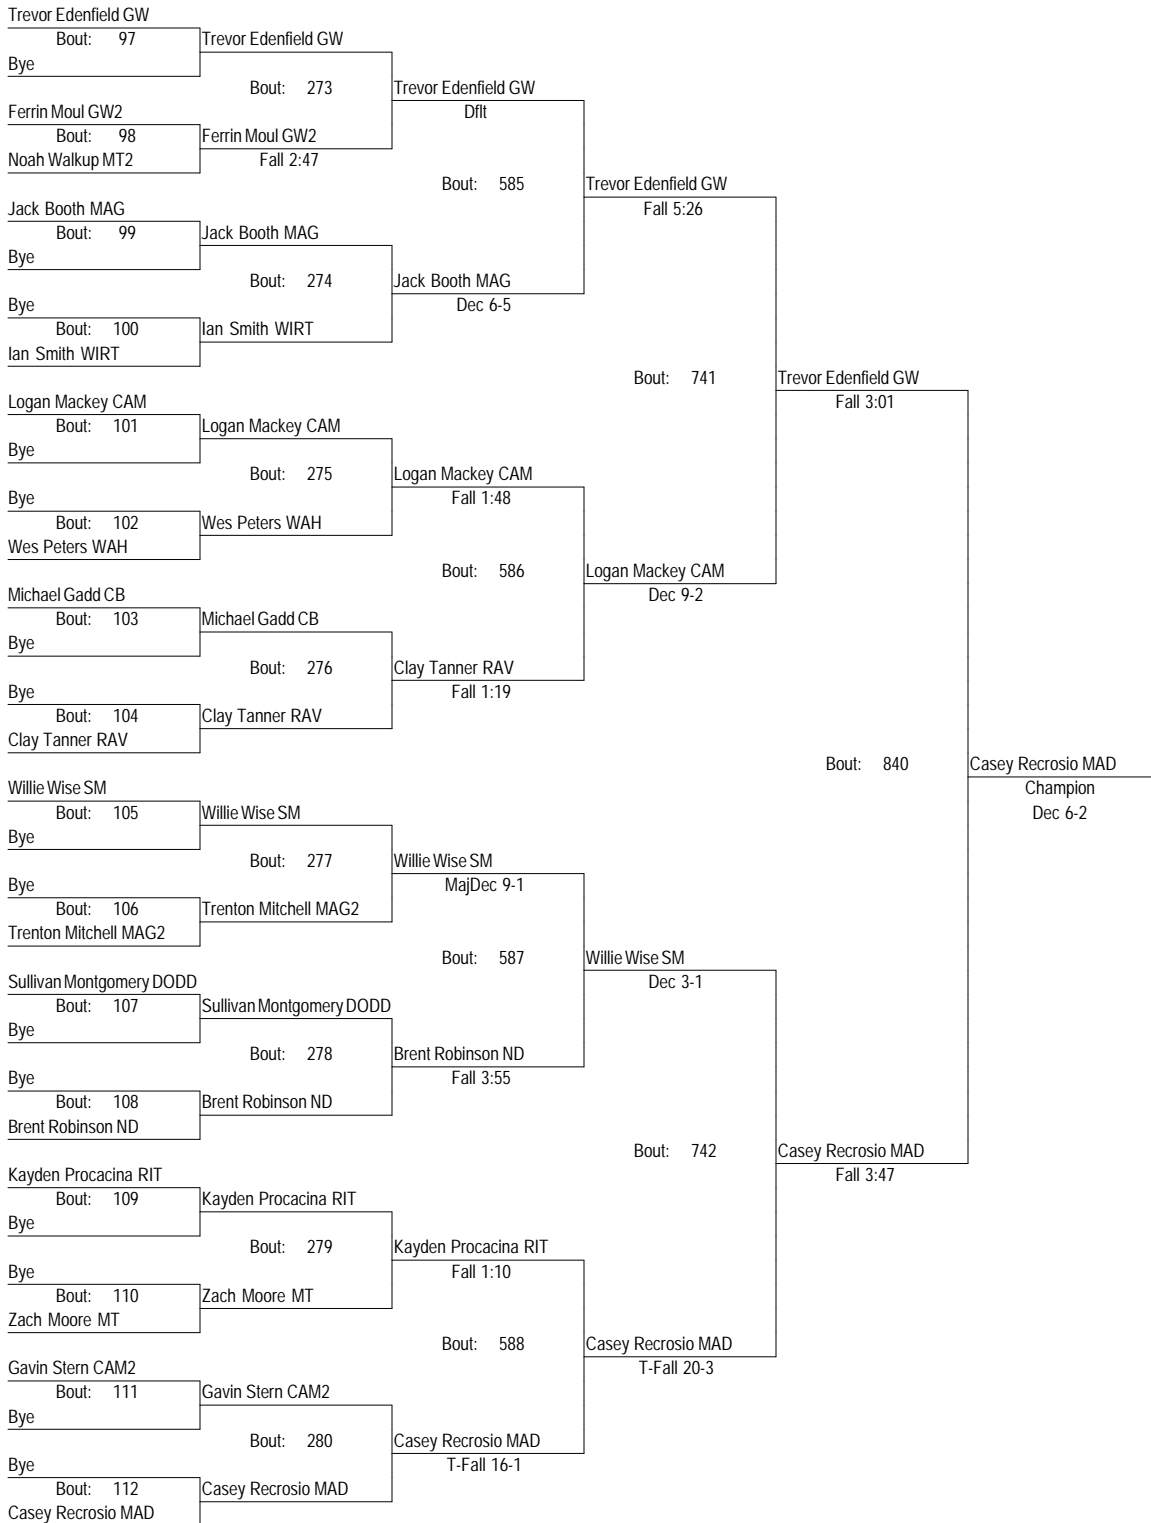 Trevor Edenfield GW
Bout: 97 Trevor Edenfield GW
Bye
Bout: 273 Trevor Edenfield GW
Ferrin Moul GW2 Dflt
Bout: 98 Ferrin Moul GW2
Noah Walkup MT2 Fall 2:47
Bout: 585 Trevor Edenfield GW
Jack Booth MAG Fall 5:26
Bout: 99 Jack Booth MAG
Bye
Bout: 274 Jack Booth MAG
Bye Dec 6-5
Bout: 100 Ian Smith WIRT
Ian Smith WIRT
Bout: 741 Trevor Edenfield GW
Logan Mackey CAM Fall 3:01
Bout: 101 Logan Mackey CAM
Bye
Bout: 275 Logan Mackey CAM
Bye Fall 1:48
Bout: 102 Wes Peters WAH
Wes Peters WAH
Bout: 586 Logan Mackey CAM
Michael Gadd CB Dec 9-2
Bout: 103 Michael Gadd CB
Bye
Bout: 276 Clay Tanner RAV
Bye Fall 1:19
Bout: 104 Clay Tanner RAV
Clay Tanner RAV
Bout: 840 Casey Recrosio MAD
Willie Wise SM Champion
Bout: 105 Willie Wise SM Dec 6-2
Bye
Bout: 277 Willie Wise SM
Bye MajDec 9-1
Bout: 106 Trenton Mitchell MAG2
Trenton Mitchell MAG2
Bout: 587 Willie Wise SM
Sullivan Montgomery DODD Dec 3-1
Bout: 107 Sullivan Montgomery DODD
Bye
Bout: 278 Brent Robinson ND
Bye Fall 3:55
Bout: 108 Brent Robinson ND
Brent Robinson ND
Bout: 742 Casey Recrosio MAD
Kayden Procacina RIT Fall 3:47
Bout: 109 Kayden Procacina RIT
Bye
Bout: 279 Kayden Procacina RIT
Bye Fall 1:10
Bout: 110 Zach Moore MT
Zach Moore MT
Bout: 588 Casey Recrosio MAD
Gavin Stern CAM2 T-Fall 20-3
Bout: 111 Gavin Stern CAM2
Bye
Bout: 280 Casey Recrosio MAD
Bye T-Fall 16-1
Bout: 112 Casey Recrosio MAD
Casey Recrosio MAD